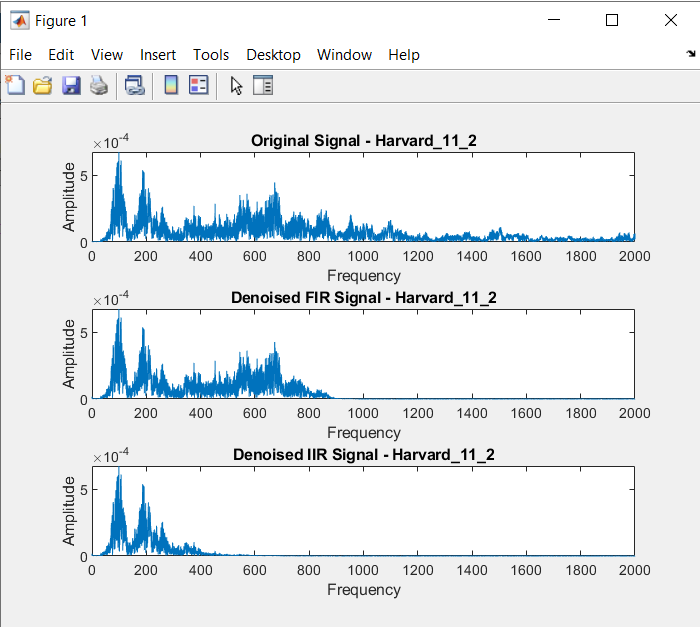 Figure 1
File Edit View Insert Tools Desktop Window Help
Original Signal - Harvard_11_2
×10-4
5
0
Amplitude
0 200 400 600 800 1000 1200 1400 1600 1800 2000
Frequency
Denoised FIR Signal - Harvard_11_2
×10-4
5
0
Amplitude
0 200 400 600 800 1000 1200 1400 1600 1800 2000
Frequency
Denoised IIR Signal - Harvard_11_2
×10-4
5
0
Amplitude
0 200 400 600 800 1000 1200 1400 1600 1800 2000
Frequency